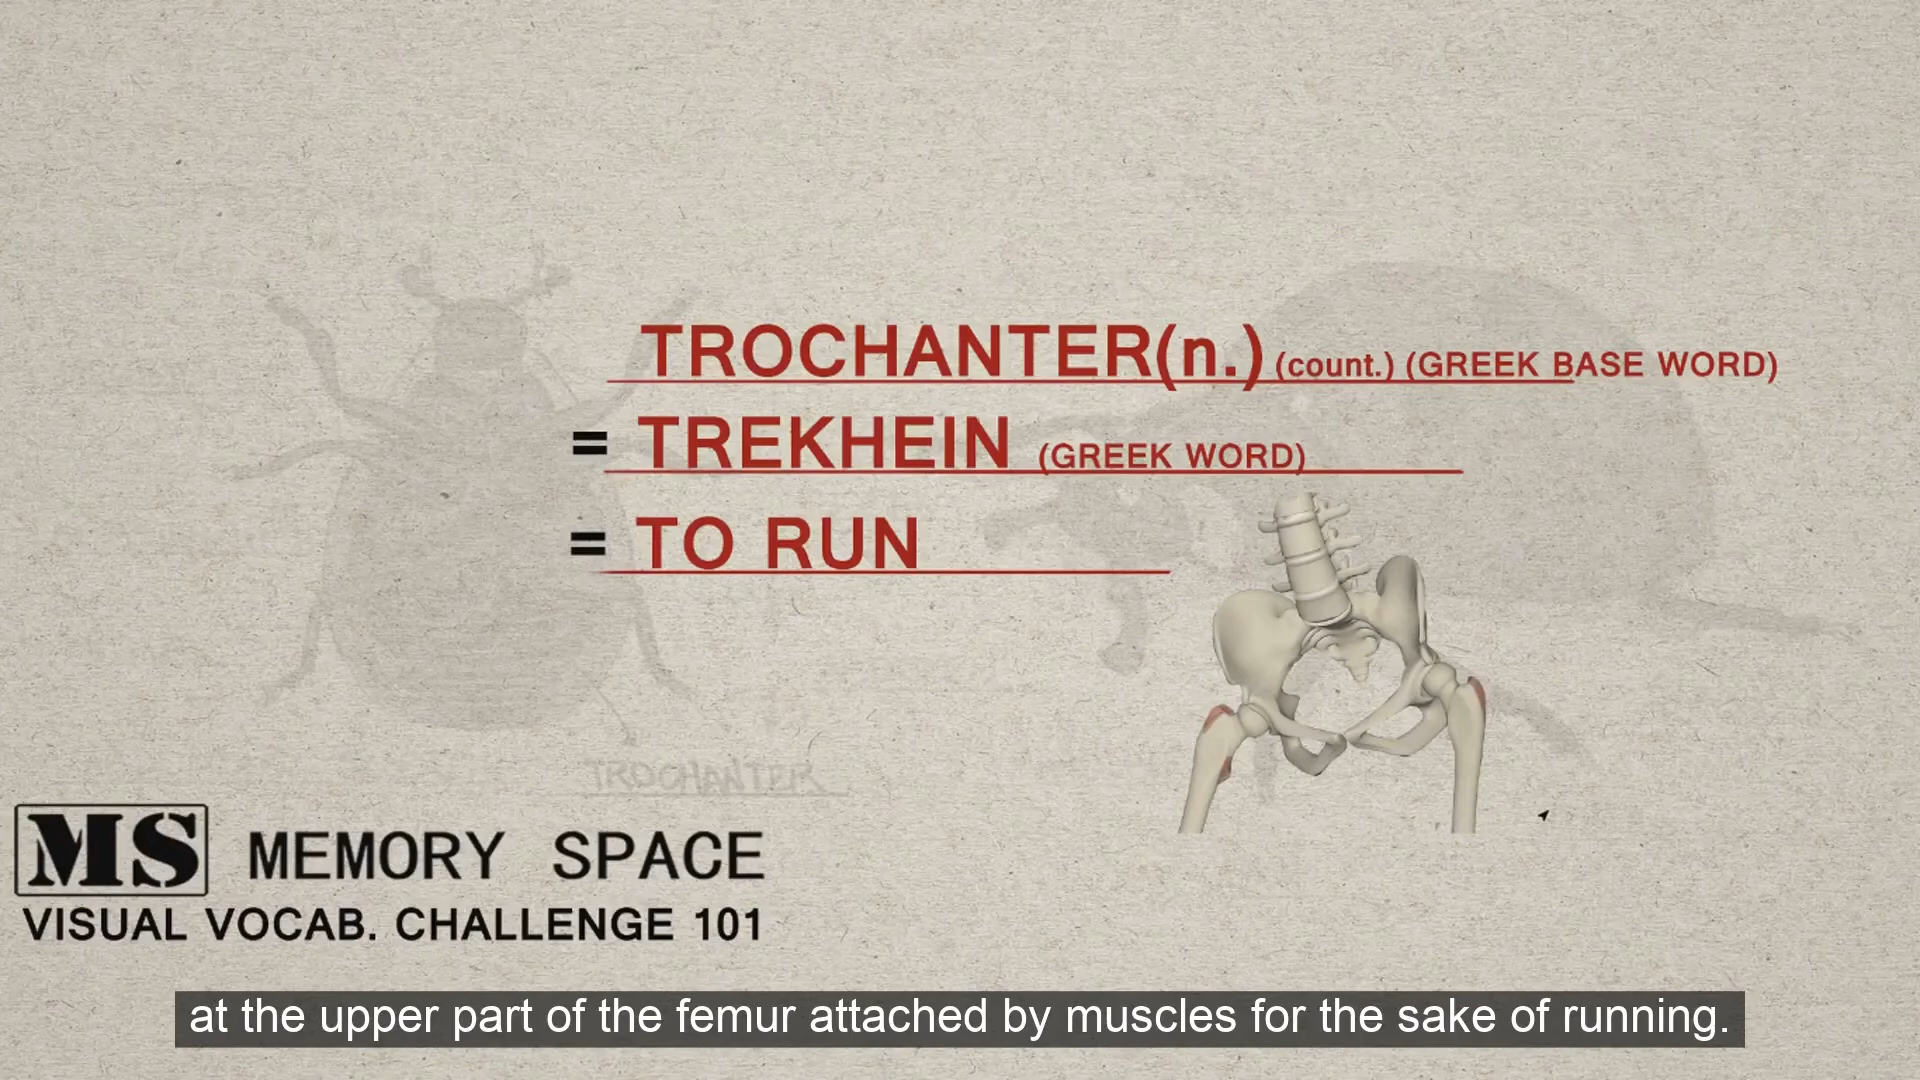 TROCHANTER(n.) (count.) (GREEK BASE WORD)
= TREKHEIN (GREEK WORD)
= TO RUN
TROCHANTER
MS MEMORY SPACE
VISUAL VOCAB. CHALLENGE 101
at the upper part of the femur attached by muscles for the sake of running.